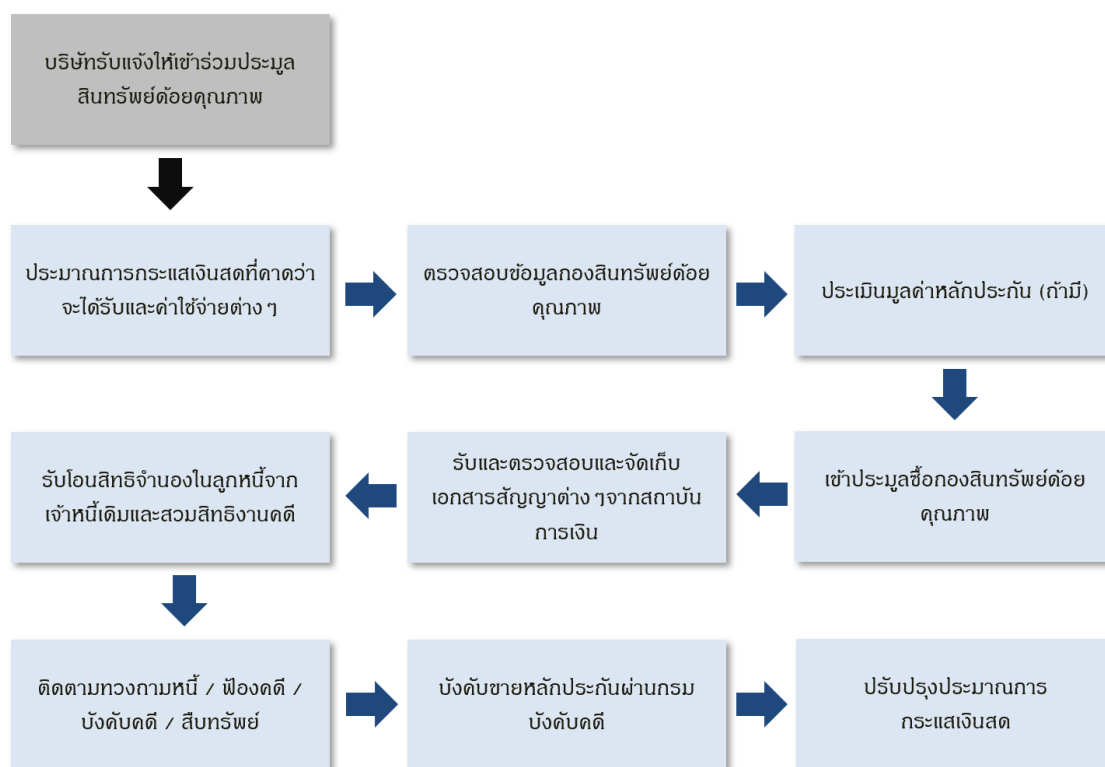 บริษัทรับแจ้งให้เข้าร่วมประมูล
สินทรัพย์ด้อยคุณภาพ
ประมาณการกระแสเงินสดที่คาดว่า
จะได้รับและค่าใช้จ่ายต่าง ๆ
ตรวจสอบข้อมูลกองสินทรัพย์ด้อย
คุณภาพ
ประเมินมูลค่าหลักประกัน (ถ้ามี)
เข้าประมูลซื้อกองสินทรัพย์ด้อย
คุณภาพ
รับและตรวจสอบและจัดเก็บ
เอกสารสัญญาต่าง ๆจากสถาบัน
การเงิน
รับโอนสิทธิจำนองในลูกหนี้จาก
เจ้าหนี้เดิมและสวมสิทธิงานคดี
ติดตามทวงถามหนี้ / ฟ้องคดี /
บังคับคดี / สืบทรัพย์
บังคับขายหลักประกันผ่านกรม
บังคับคดี
ปรับปรุงประมาณการ
กระแสเงินสด